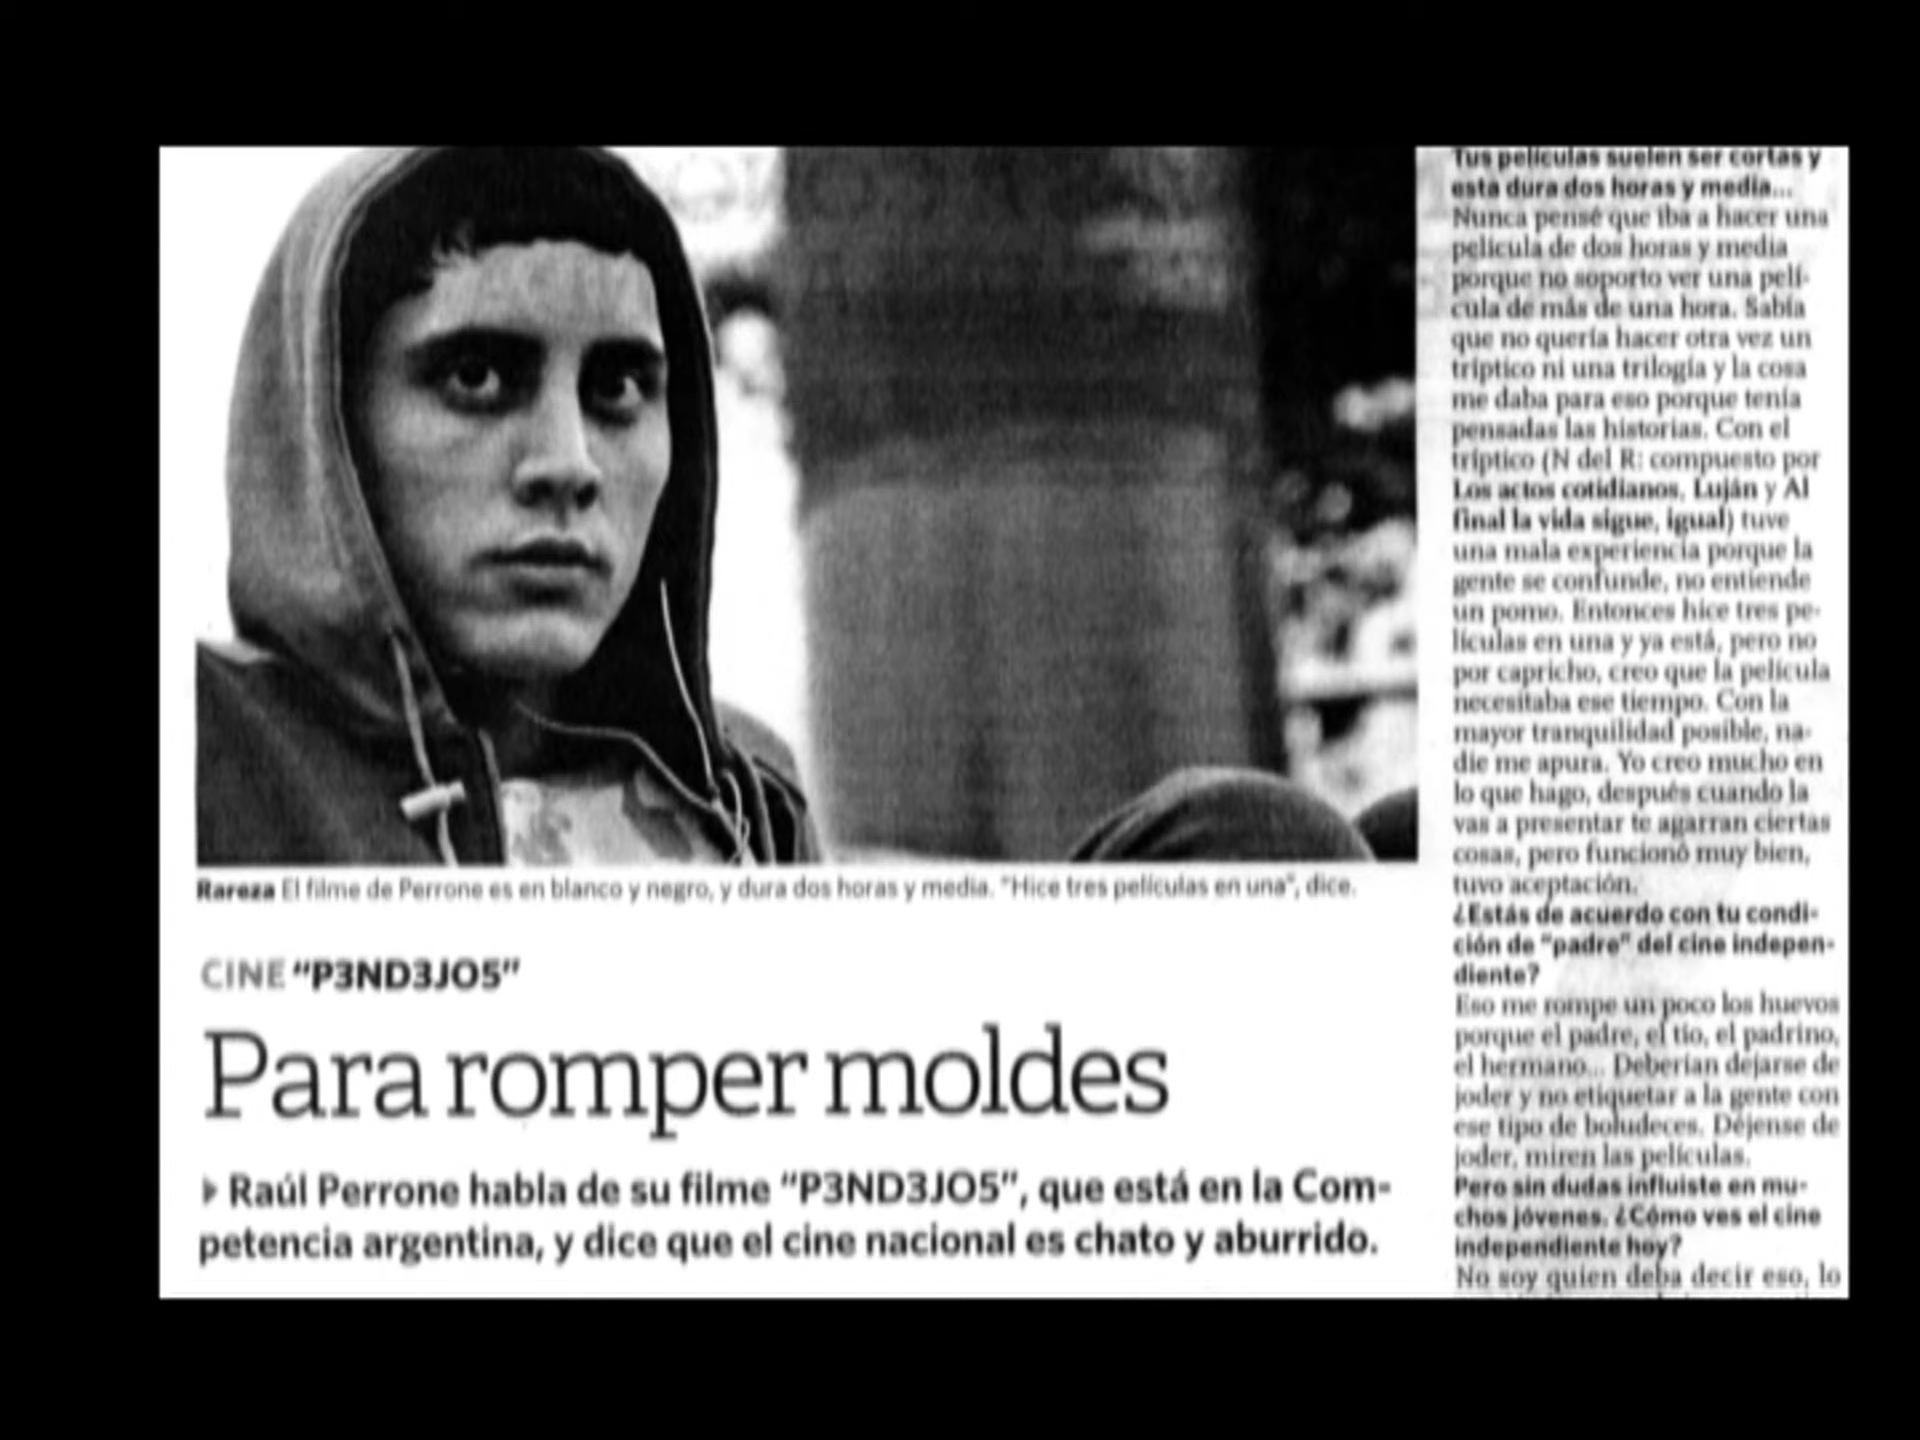 Rareza El filme de Perrone es en blanco y negro, y dura dos horas y media. "Hice tres películas en una", dice.
CINE "P3ND3JO5"
Para romper moldes
Raúl Perrone habla de su filme "P3ND3JO5", que está en la Com-
petencia argentina, y dice que el cine nacional es chato y aburrido.
Tus películas suelen ser cortas y
esta dura dos horas y media...
Nunca pensé que iba a hacer una
película de dos horas y media
porque no soporto ver una pelí-
cula de más de una hora. Sabía
que no quería hacer otra vez un
tríptico ni una trilogía y la cosa
me daba para eso porque tenía
pensadas las historias. Con el
tríptico (N del R: compuesto por
Los actos cotidianos, Luján y Al
final la vida sigue, igual) tuve
una mala experiencia porque la
gente se confunde, no entiende
un pomo. Entonces hice tres pe-
lículas en una y ya está, pero no
por capricho, creo que la película
necesitaba ese tiempo. Con la
mayor tranquilidad posible, na-
die me apura. Yo creo mucho en
lo que hago, después cuando la
vas a presentar te agarran ciertas
cosas, pero funcionó muy bien,
tuvo aceptación.
¿Estás de acuerdo con tu condi-
ción de "padre" del cine indepen-
diente?
Eso me rompe un poco los huevos
porque el padre, el tío, el padrino,
el hermano... Deberían dejarse de
joder y no etiquetar a la gente con
ese tipo de boludeces. Déjense de
joder, miren las películas.
Pero sin dudas influiste en mu-
chos jóvenes. ¿Cómo ves el cine
independiente hoy?
No soy quien deba decir eso, lo